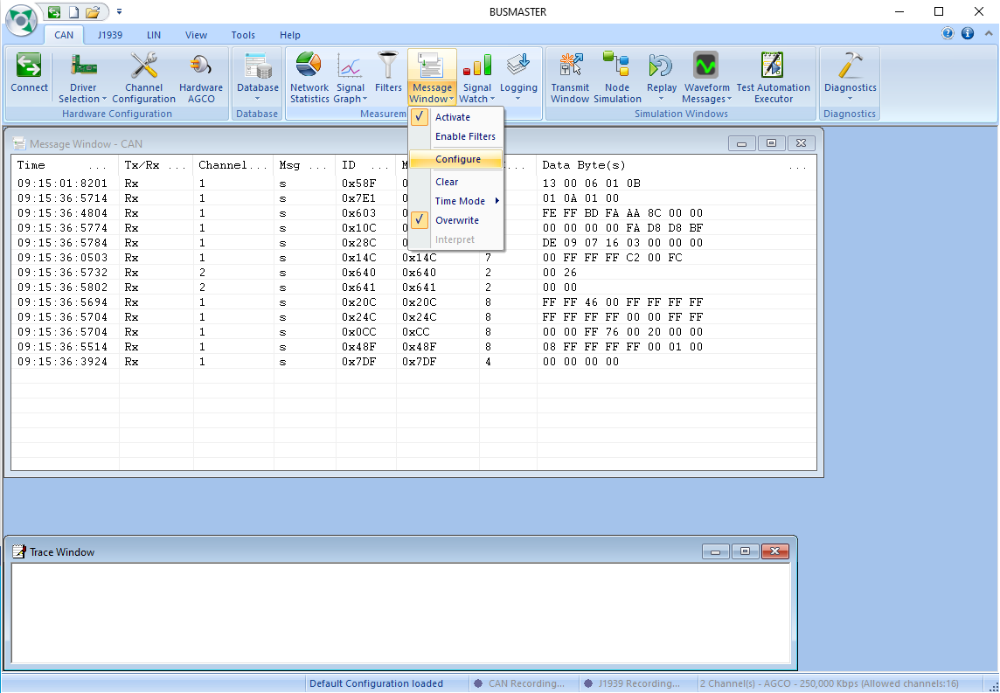 BUSMASTER
CAN J1939 LIN View Tools Help
Connect
Driver Selection
Channel Configuration
Hardware AGCO
Hardware Configuration
Database
Database
Network Statistics
Signal Graph
Filters
Message Window
Signal Watch
Logging
Measurem
Transmit Window
Node Simulation
Replay
Waveform Messages
Test Automation Executor
Simulation Windows
Diagnostics
Diagnostics
Activate
Enable Filters
Configure
Clear
Time Mode
Overwrite
Interpret
Message Window - CAN
Time ... Tx/Rx ... Channel... Msg ... ID ... M ... Data Byte(s) ...
09:15:01:8201 Rx 1 s 0x58F 0 13 00 06 01 0B
09:15:36:5714 Rx 1 s 0x7E1 0 01 0A 01 00
09:15:36:4804 Rx 1 s 0x603 0 FE FF BD FA AA 8C 00 00
09:15:36:5774 Rx 1 s 0x10C 0 00 00 00 00 FA D8 D8 BF
09:15:36:5784 Rx 1 s 0x28C 0 DE 09 07 16 03 00 00 00
09:15:36:0503 Rx 1 s 0x14C 0x14C 7 00 FF FF FF C2 00 FC
09:15:36:5732 Rx 2 s 0x640 0x640 2 00 26
09:15:36:5802 Rx 2 s 0x641 0x641 2 00 00
09:15:36:5694 Rx 1 s 0x20C 0x20C 8 FF FF 46 00 FF FF FF FF
09:15:36:5704 Rx 1 s 0x24C 0x24C 8 FF FF FF FF 00 00 FF FF
09:15:36:5704 Rx 1 s 0x0CC 0xCC 8 00 00 FF 76 00 20 00 00
09:15:36:5514 Rx 1 s 0x48F 0x48F 8 08 FF FF FF FF 00 01 00
09:15:36:3924 Rx 1 s 0x7DF 0x7DF 4 00 00 00 00
Trace Window
Default Configuration loaded CAN Recording... J1939 Recording... 2 Channel(s) - AGCO - 250,000 Kbps (Allowed channels:16)